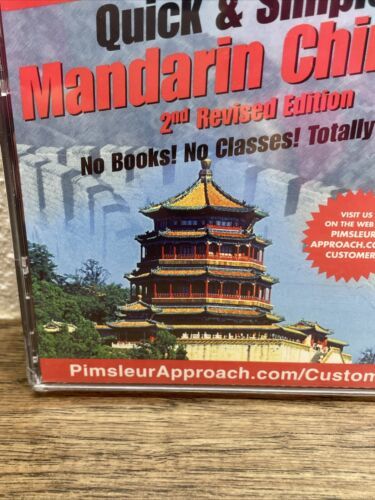 Quick & Simple
Mandarin Chin
2nd Revised Edition
No Books! No Classes! Totally
VISIT US
ON THE WEB
PIMSLEUR
APPROACH.CO
CUSTOMER
PimsleurApproach.com/Custom